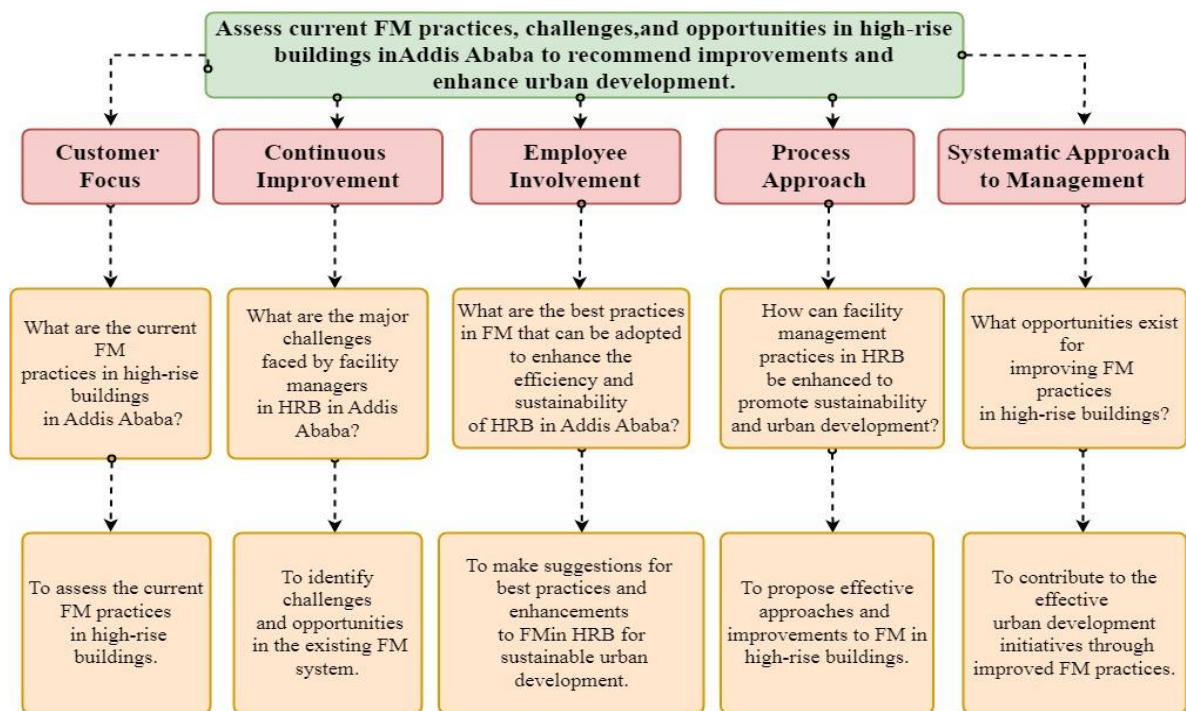 Assess current FM practices, challenges,and opportunities in high-rise
buildings inAddis Ababa to recommend improvements and
enhance urban development.
Customer
Focus
Continuous
Improvement
Employee
Involvement
Process
Approach
Systematic Approach
to Management
What are the current
FM
practices in high-rise
buildings
in Addis Ababa?
What are the major
challenges
faced by facility
managers
in HRB in Addis
Ababa?
What are the best practices
in FM that can be adopted
to enhance the
efficiency and
sustainability
of HRB in Addis Ababa?
How can facility
management
practices in HRB
be enhanced to
promote sustainability
and urban development?
What opportunities exist
for
improving FM
practices
in high-rise buildings?
To assess the current
FM practices
in high-rise
buildings.
To identify
challenges
and opportunities
in the existing FM
system.
To make suggestions for
best practices and
enhancements
to FMin HRB for
sustainable urban
development.
To propose effective
approaches and
improvements to FM in
high-rise buildings.
To contribute to the
effective
urban development
initiatives through
improved FM practices.